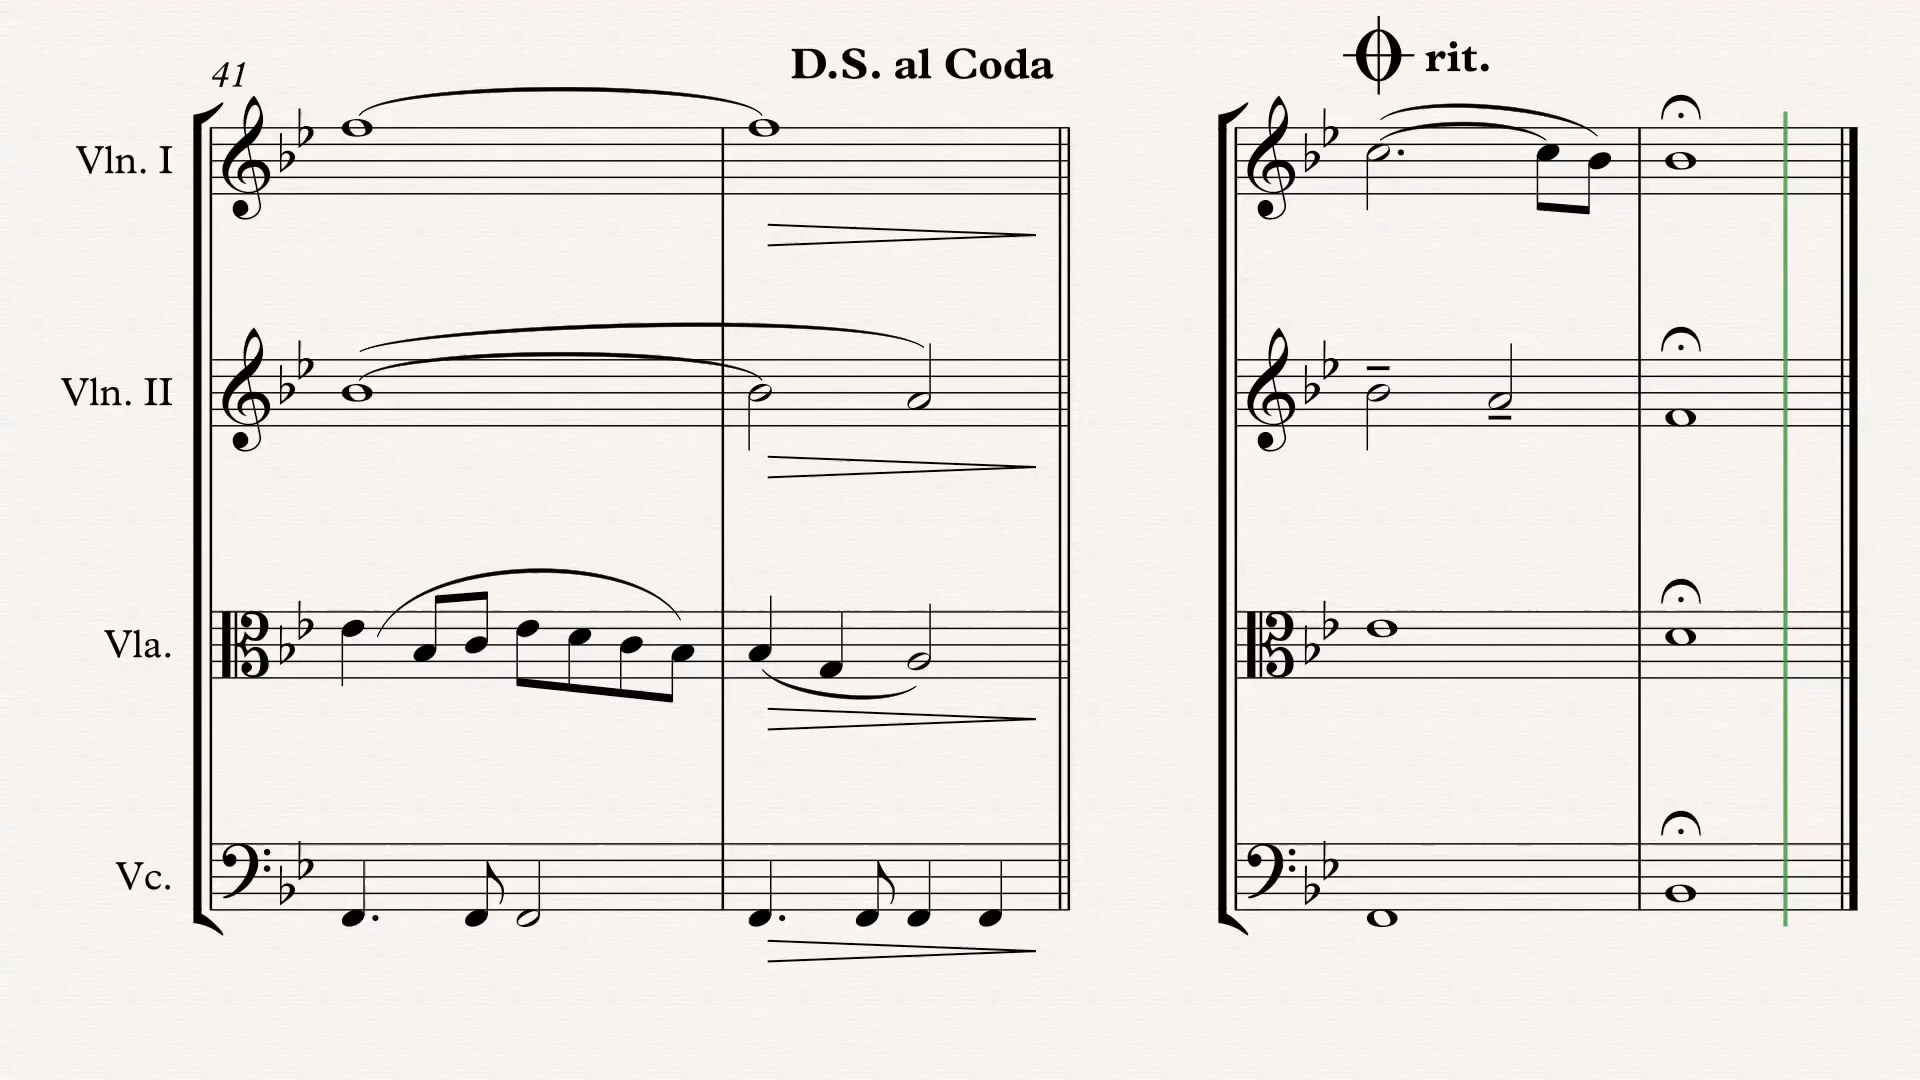 41
D.S. al Coda
rit.
Vln. I
Vln. II
Vla.
Vc.